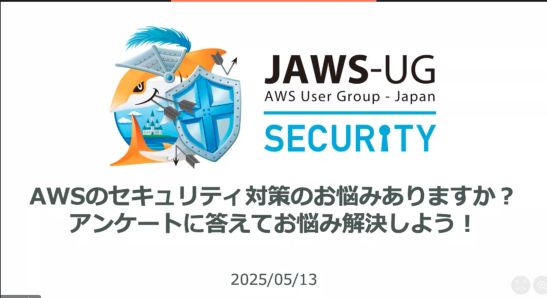 JAWS-UG
AWS User Group - Japan
SECURITY
AWSのセキュリティ対策のお悩みありますか？
アンケートに答えてお悩み解決しよう！
2025/05/13